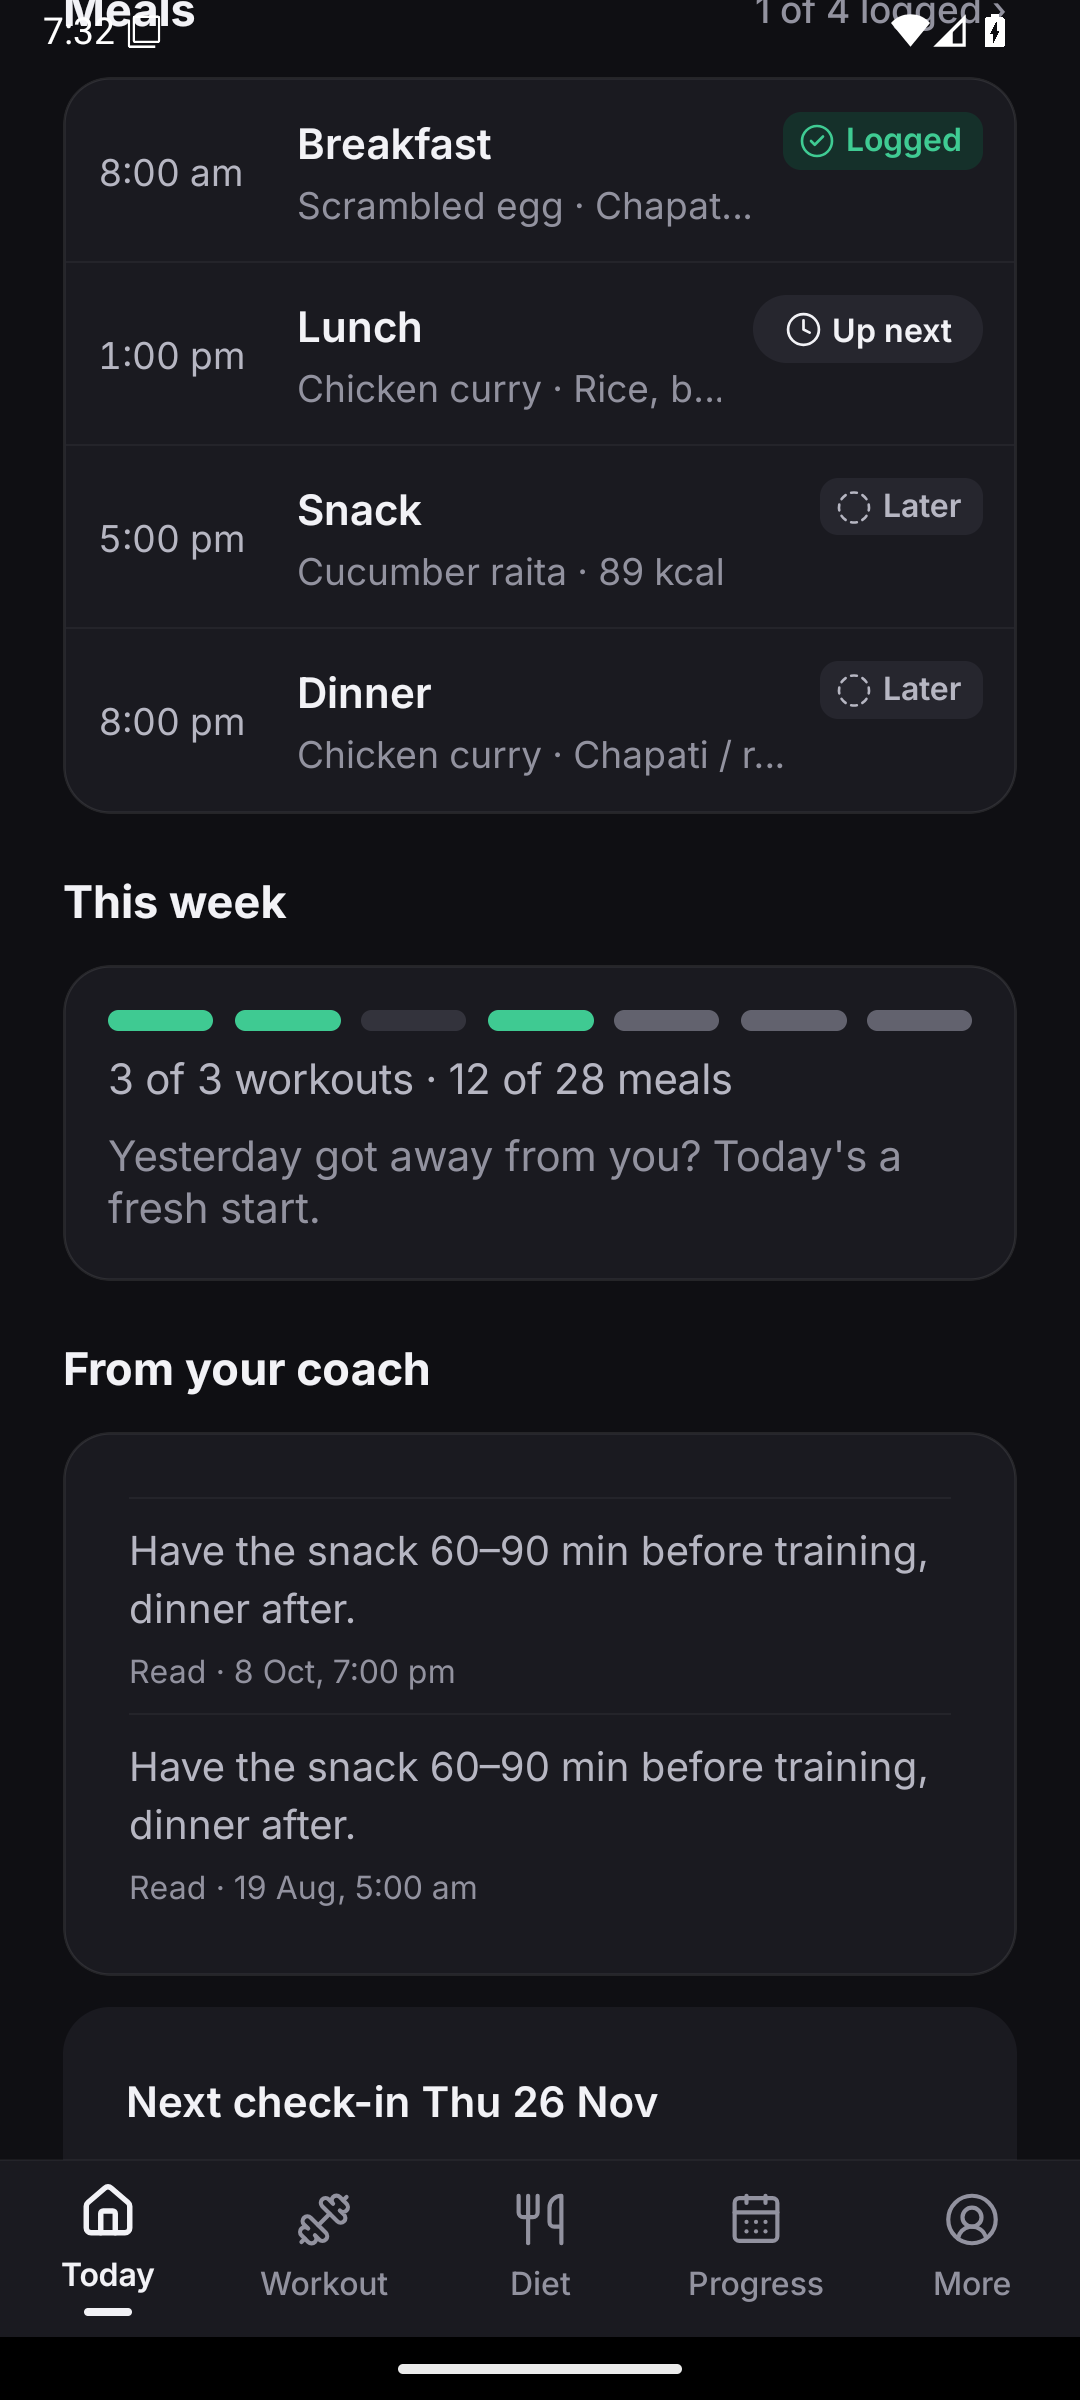 Meals
1 of 4 logged ›
7:32
8:00 am
Breakfast
Logged
Scrambled egg · Chapat...
1:00 pm
Lunch
Up next
Chicken curry · Rice, b...
5:00 pm
Snack
Later
Cucumber raita · 89 kcal
8:00 pm
Dinner
Later
Chicken curry · Chapati / r...
This week
3 of 3 workouts · 12 of 28 meals
Yesterday got away from you? Today's a
fresh start.
From your coach
Have the snack 60–90 min before training,
dinner after.
Read · 8 Oct, 7:00 pm
Have the snack 60–90 min before training,
dinner after.
Read · 19 Aug, 5:00 am
Next check-in Thu 26 Nov
Today
Workout
Diet
Progress
More